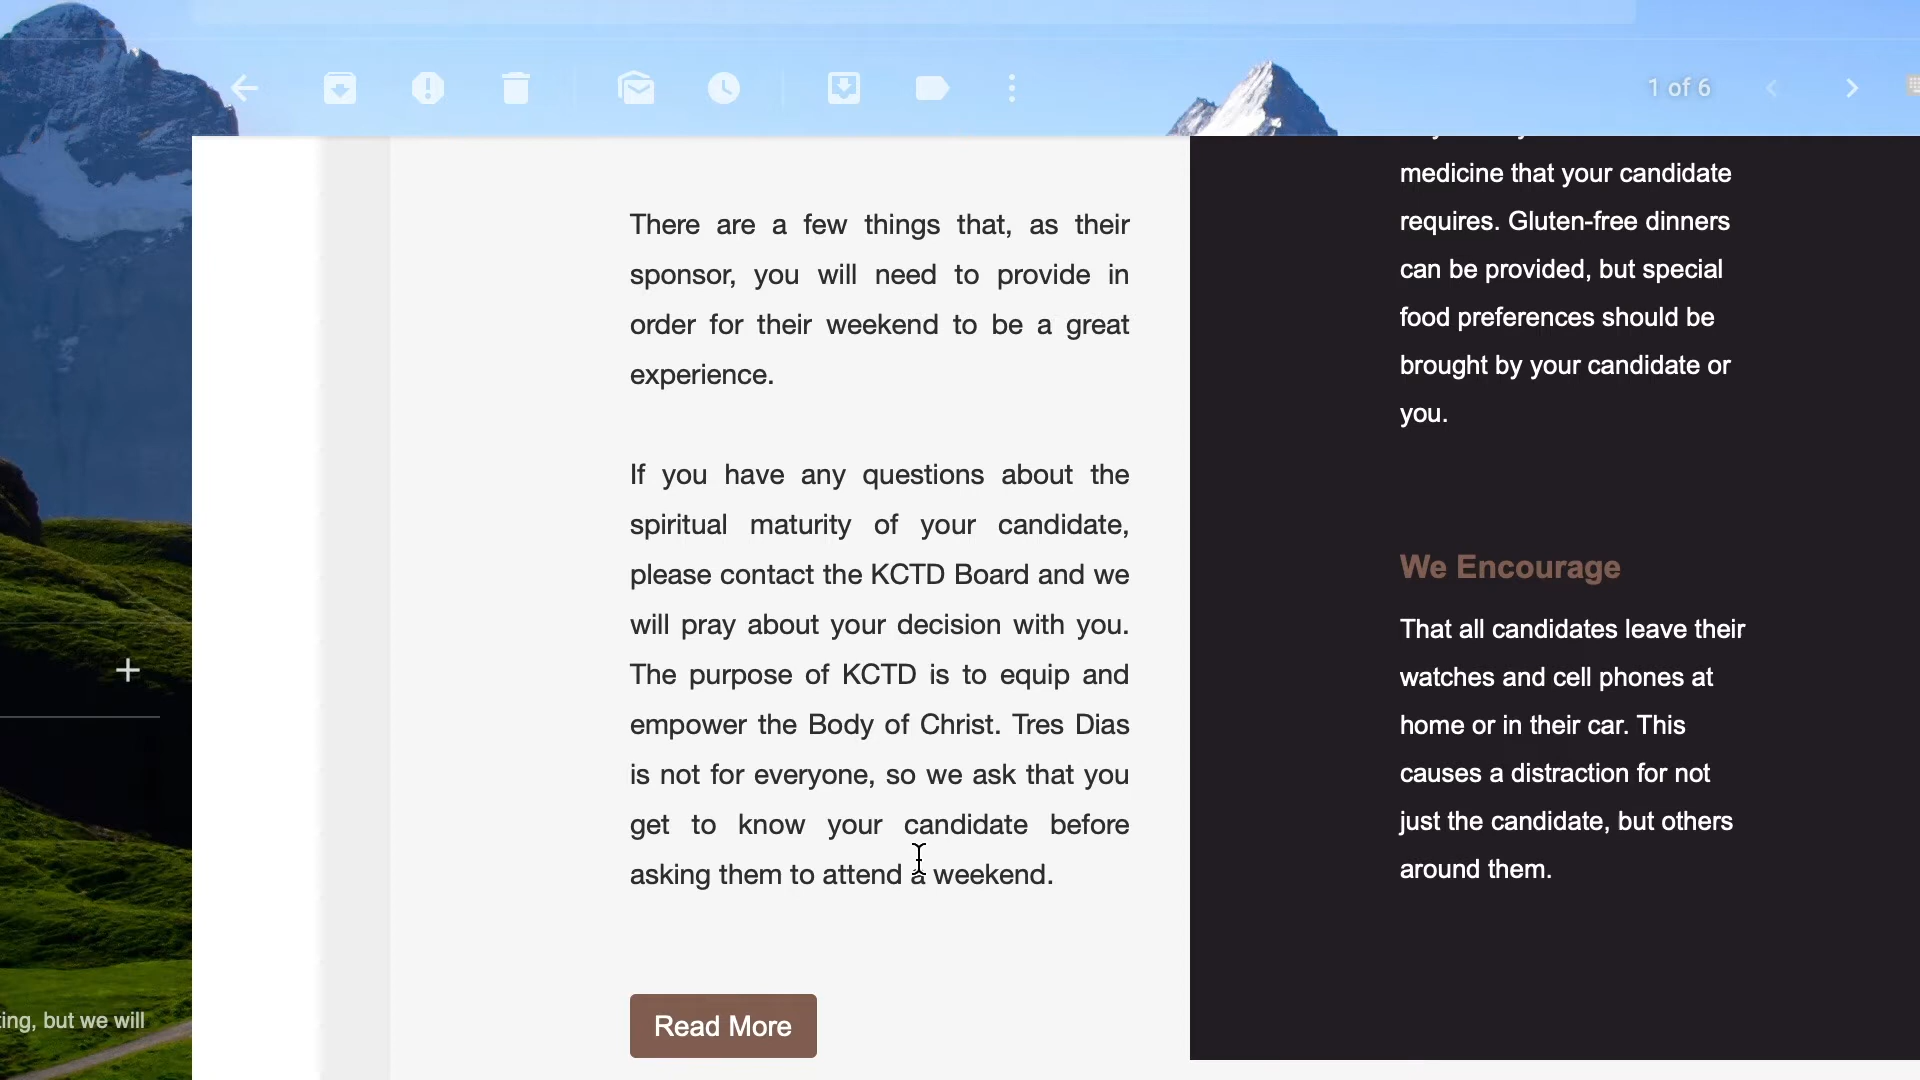 1 of 6
There are a few things that, as their
sponsor, you will need to provide in
order for their weekend to be a great
experience.
If you have any questions about the
spiritual maturity of your candidate,
please contact the KCTD Board and we
will pray about your decision with you.
The purpose of KCTD is to equip and
empower the Body of Christ. Tres Dias
is not for everyone, so we ask that you
get to know your candidate before
asking them to attend a weekend.
Read More
medicine that your candidate
requires. Gluten-free dinners
can be provided, but special
food preferences should be
brought by your candidate or
you.
We Encourage
That all candidates leave their
watches and cell phones at
home or in their car. This
causes a distraction for not
just the candidate, but others
around them.
ing, but we will